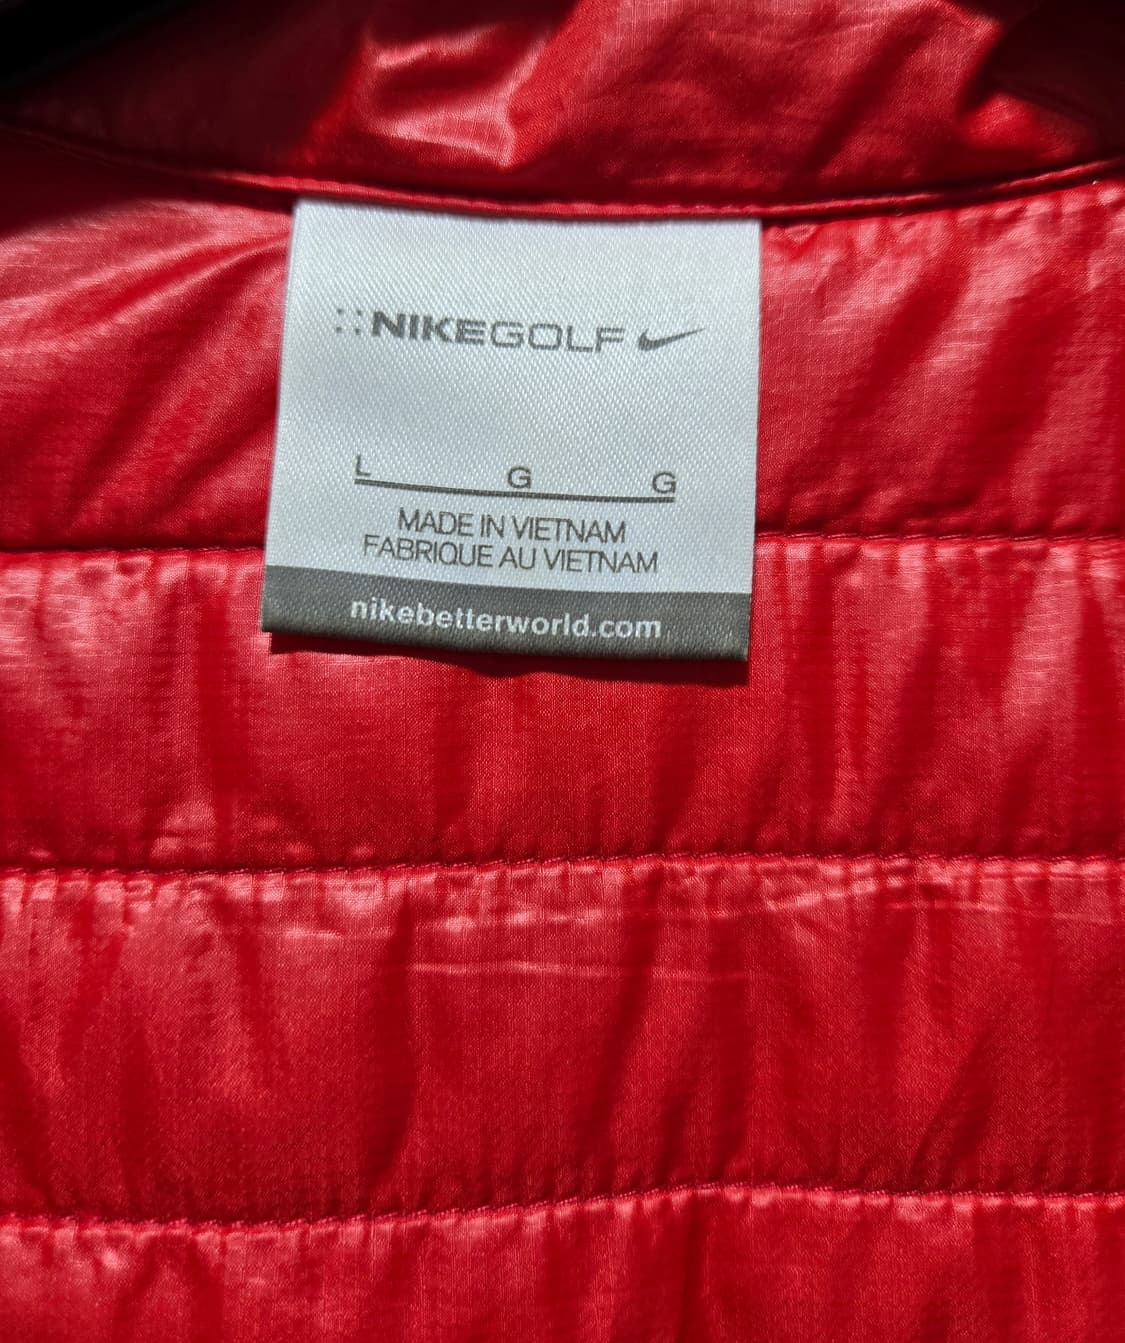 NIKEGOLF
L G G
MADE IN VIETNAM
FABRIQUE AU VIETNAM
nikebetterworld.com